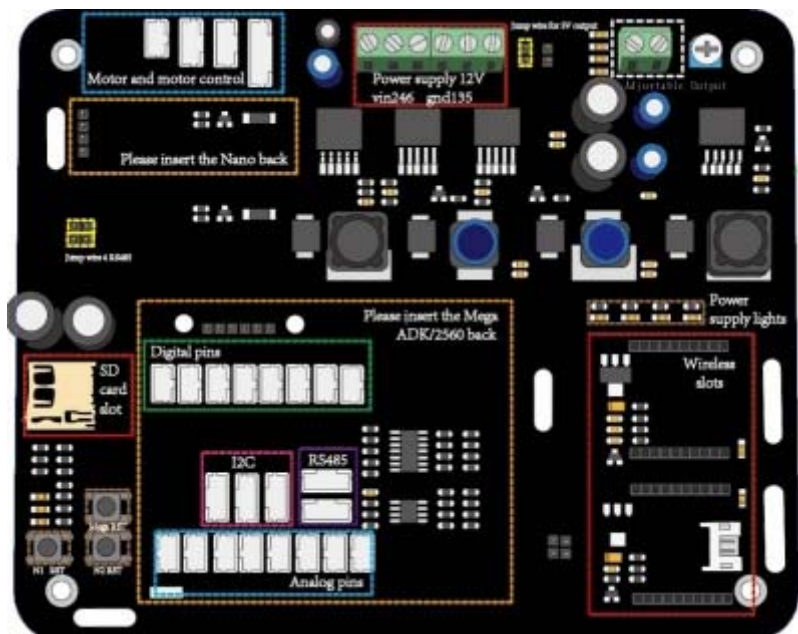 Jump wire for 5V output
Motor and motor control
Power supply 12V
vin246 gnd135
Adjustable Output
Please insert the Nano back
Jump wire 4 RS485
Please insert the Mega
ADK/2560 back
Power
supply lights
Digital pins
SD
card
slot
Wireless
slots
I2C
RS485
Mega RST
N1 RST
N2 RST
Analog pins